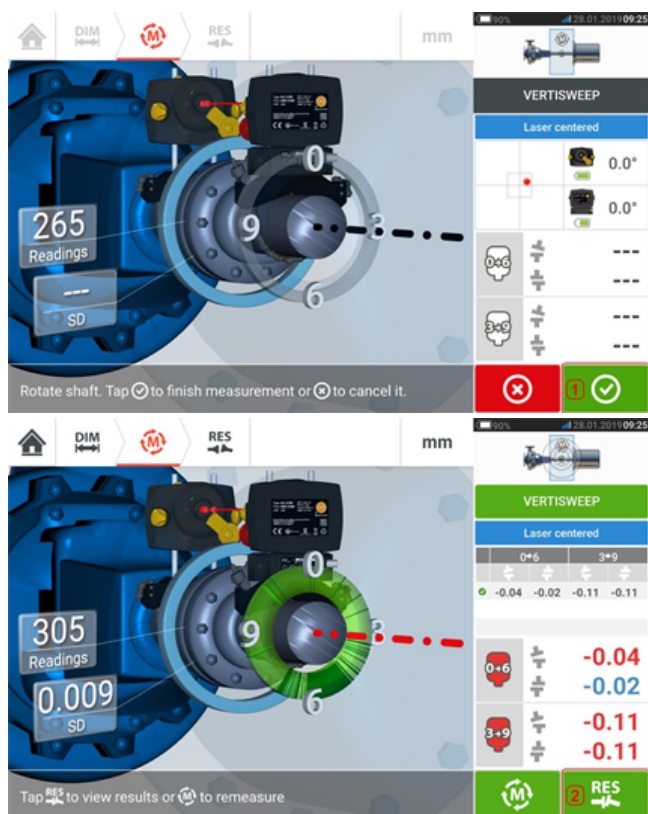 90% 28.01.2019 09:25
DIM
M
RES
mm
VERTISWEEP
Laser centered
0.0°
0.0°
0
9
3
6
265
Readings
---
SD
0→6
---
---
3→9
---
---
Rotate shaft. Tap to finish measurement or to cancel it.
1
90% 28.01.2019 09:25
DIM
M
RES
mm
VERTISWEEP
Laser centered
0→6 3→9
-0.04 -0.02 -0.11 -0.11
0
9
3
6
305
Readings
0.009
SD
0→6
-0.04
-0.02
3→9
-0.11
-0.11
Tap RES to view results or M to remeasure
M
2 RES